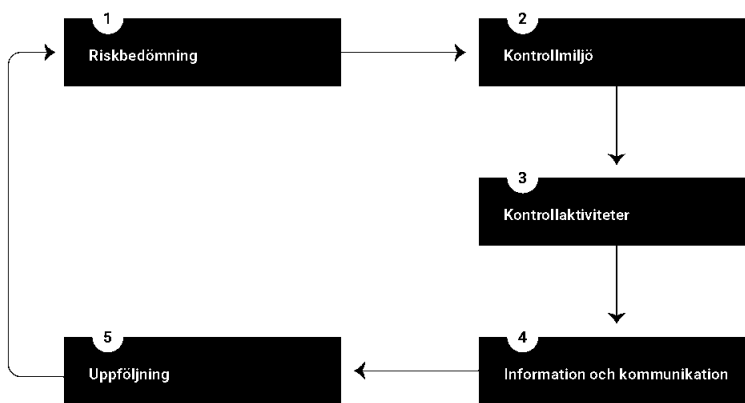 1
Riskbedömning
2
Kontrollmiljö
3
Kontrollaktiviteter
4
Information och kommunikation
5
Uppföljning